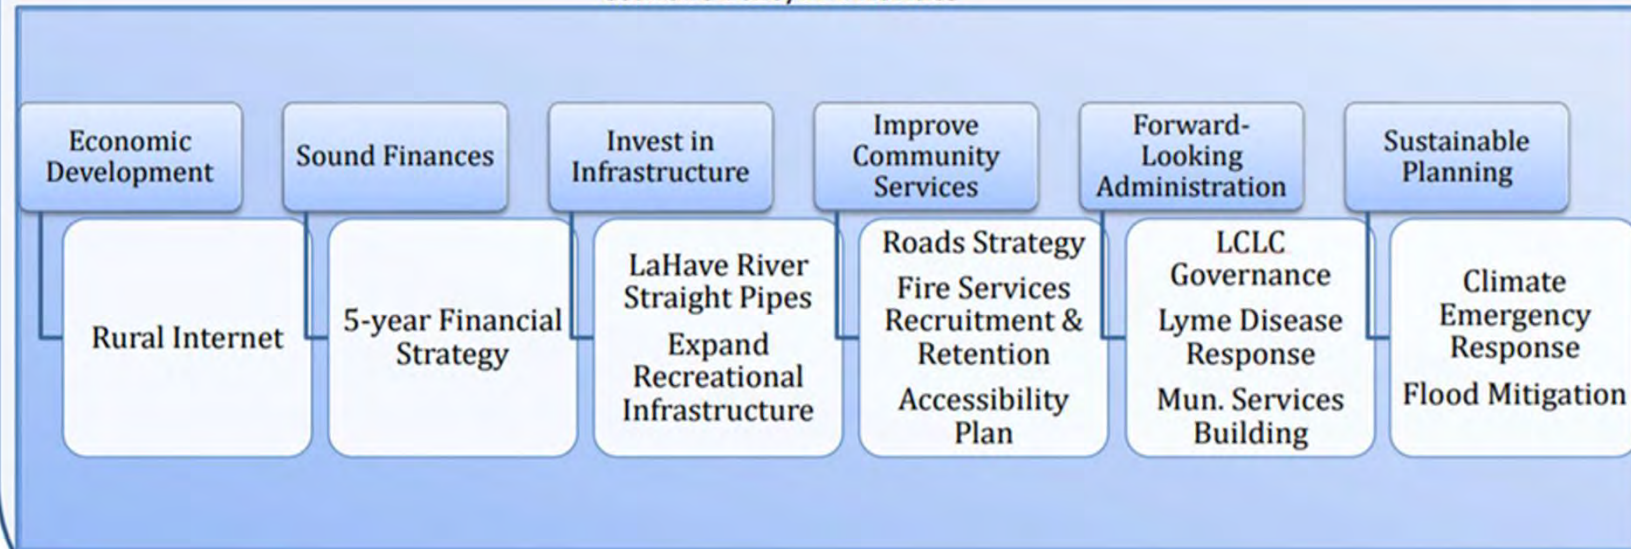 Economic
Development
Sound Finances
Invest in
Infrastructure
Improve
Community
Services
Forward-
Looking
Administration
Sustainable
Planning
Rural Internet
5-year Financial
Strategy
LaHave River
Straight Pipes
Expand
Recreational
Infrastructure
Roads Strategy
Fire Services
Recruitment &
Retention
Accessibility
Plan
LCLC
Governance
Lyme Disease
Response
Mun. Services
Building
Climate
Emergency
Response
Flood Mitigation